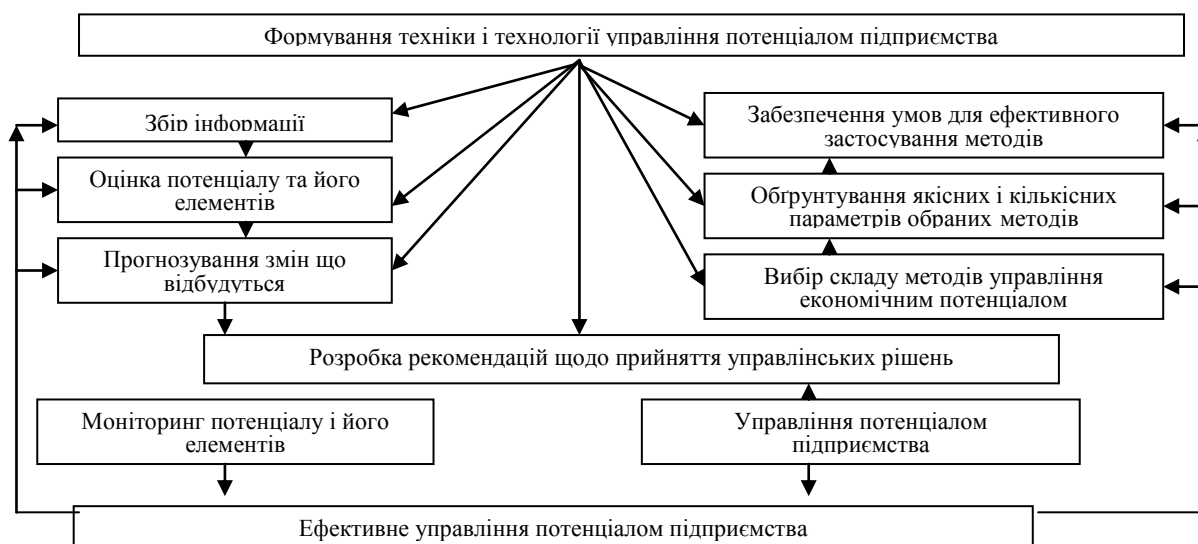 Формування техніки і технології управління потенціалом підприємства
Збір інформації
Оцінка потенціалу та його
елементів
Прогнозування змін що
відбудуться
Забезпечення умов для ефективного
застосування методів
Обґрунтування якісних і кількісних
параметрів обраних методів
Вибір складу методів управління
економічним потенціалом
Розробка рекомендацій щодо прийняття управлінських рішень
Моніторинг потенціалу і його
елементів
Управління потенціалом
підприємства
Ефективне управління потенціалом підприємства